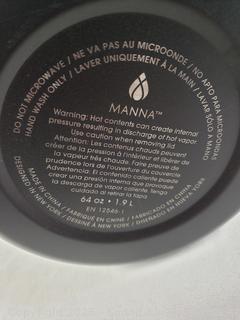 DO NOT MICROWAVE / NE VA PAS AU MICROONDE / NO APTO PARA MICROONDAS
HAND WASH ONLY / LAVER UNIQUEMENT À LA MAIN / LAVAR SÓLO A MANO
MANNA™
Warning: Hot contents can create internal
pressure resulting in discharge of hot vapor.
Use caution when removing lid
Attention: Les contenus chauds peuvent
créer de la pression à l'intérieur et libérer de
la vapeur très chaude. Faire preuve de
prudence lors de l'ouverture du couvercle.
Advertencia. El contenido caliente puede
crear una presión interna que provoque
la descarga de vapor caliente. Tenga
cuidado al retirar la tapa
64 oz • 1.9 L
EN 12546-1
MADE IN CHINA / FABRIQUÉ EN CHINE / FABRICADO EN CHINA
DESIGNED IN NEW YORK / DESSINÉ À NEW YORK / DISEÑADO EN NUEVA YORK